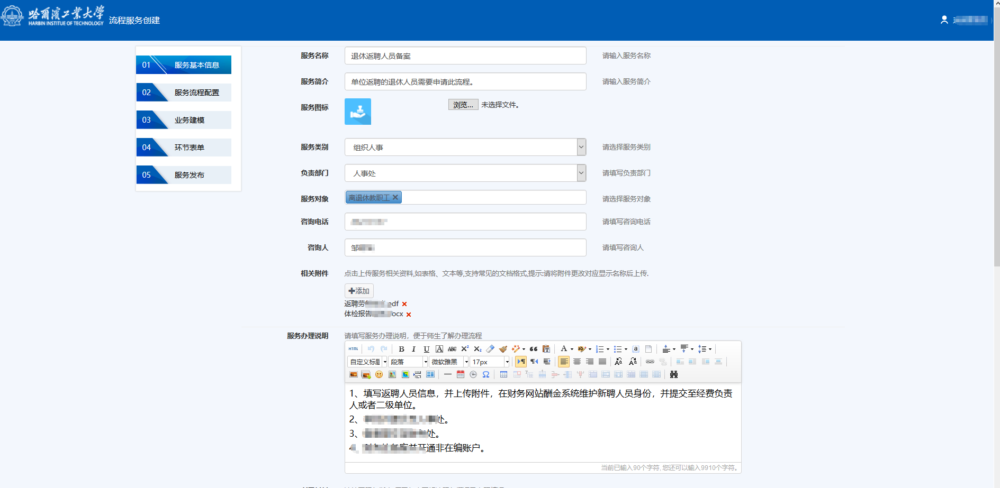 哈尔滨工业大学
HARBIN INSTITUE OF TECHNOLOGY
流程服务创建
01 服务基本信息
02 服务流程配置
03 业务建模
04 环节表单
05 服务发布
服务名称 退休返聘人员备案 请输入服务名称
服务简介 单位返聘的退休人员需要申请此流程。 请输入服务简介
服务图标 浏览... 未选择文件。
服务类别 组织人事 请选择服务类别
负责部门 人事处 请填写负责部门
服务对象 离退休教职工 请选择服务对象
咨询电话 请填写咨询电话
咨询人 邹 请填写咨询人
相关附件 点击上传服务相关资料,如表格、文本等,支持常见的文档格式,提示:请将附件更改对应显示名称后上传.
添加
返聘劳 pdf
体检报告 ocx
服务办理说明 请填写服务办理说明，便于师生了解办理流程
HTML B I U A ABC X² X₂ T A ab a
自定义标题 段落 微软雅黑 17px
1、填写返聘人员信息，并上传附件，在财务网站酬金系统维护新聘人员身份，并提交至经费负责
人或者二级单位。
2、 处。
3、 处。
4、 开通非在编账户。
当前已输入90个字符, 您还可以输入9910个字符。